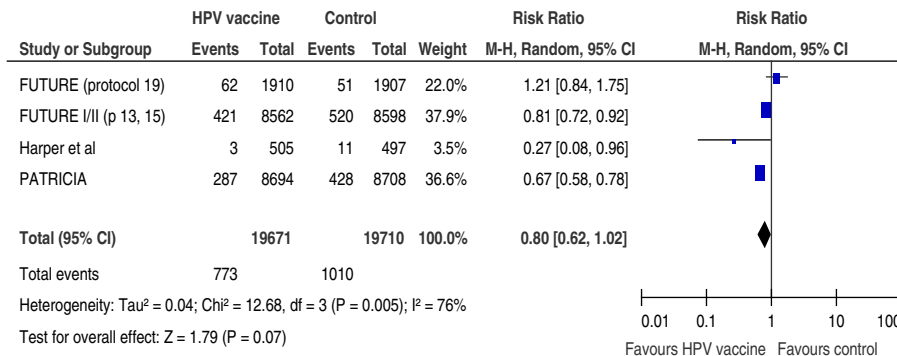 HPV vaccine Control Risk Ratio Risk Ratio
Study or Subgroup Events Total Events Total Weight M-H, Random, 95% CI M-H, Random, 95% CI
FUTURE (protocol 19) 62 1910 51 1907 22.0% 1.21 [0.84, 1.75]
FUTURE I/II (p 13, 15) 421 8562 520 8598 37.9% 0.81 [0.72, 0.92]
Harper et al 3 505 11 497 3.5% 0.27 [0.08, 0.96]
PATRICIA 287 8694 428 8708 36.6% 0.67 [0.58, 0.78]
Total (95% CI) 19671 19710 100.0% 0.80 [0.62, 1.02]
Total events 773 1010
Heterogeneity: Tau² = 0.04; Chi² = 12.68, df = 3 (P = 0.005); I² = 76%
Test for overall effect: Z = 1.79 (P = 0.07)
0.01 0.1 1 10 100
Favours HPV vaccine Favours control